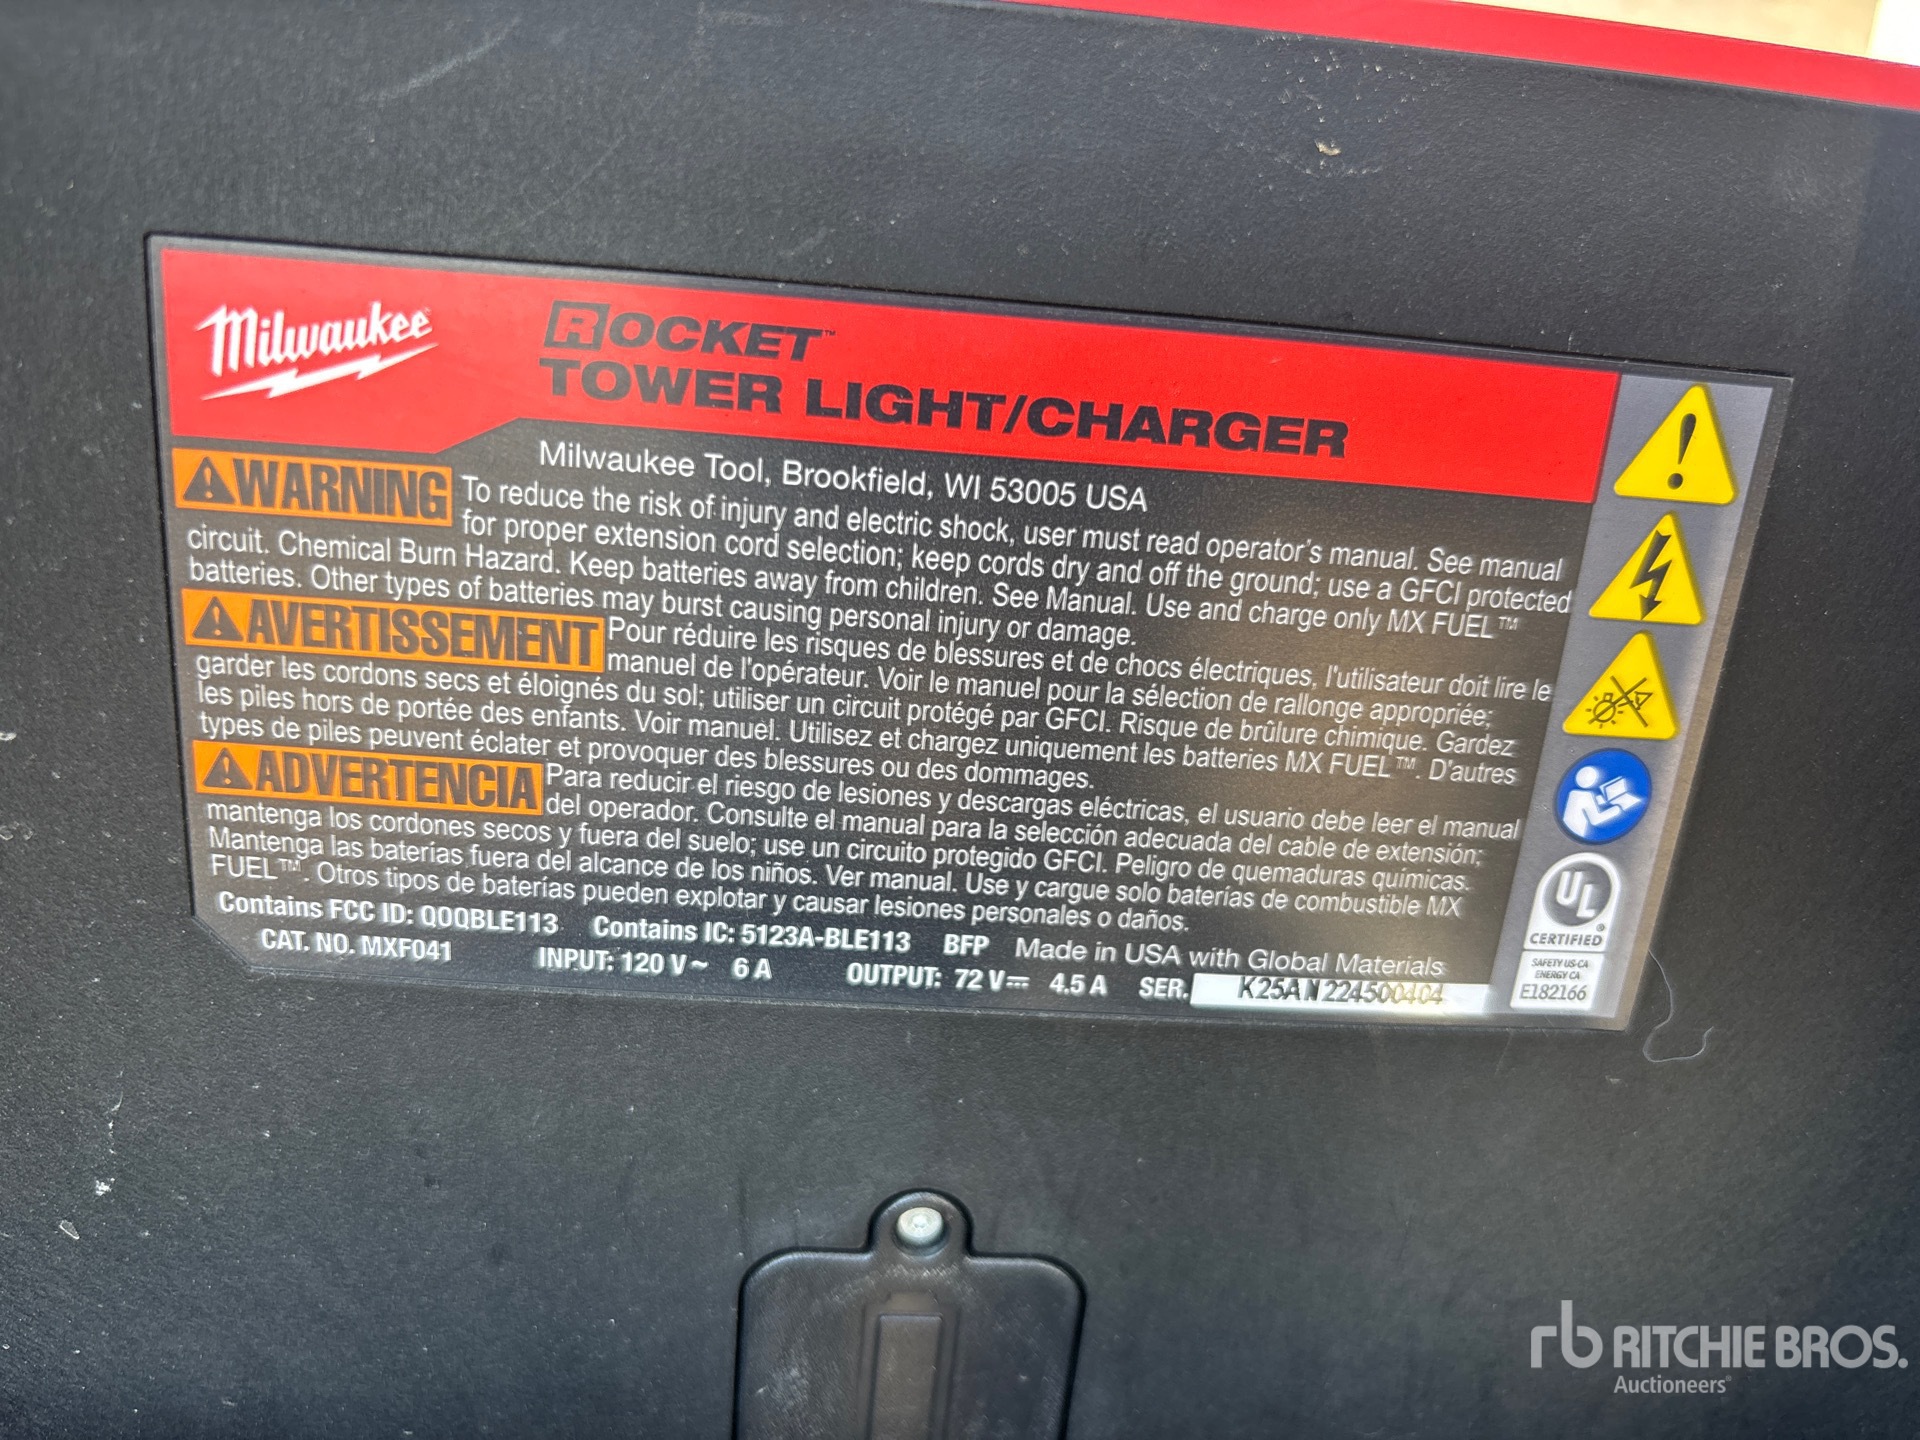 Milwaukee
ROCKET™
TOWER LIGHT/CHARGER
Milwaukee Tool, Brookfield, WI 53005 USA
WARNING To reduce the risk of injury and electric shock, user must read operator's manual. See manual
for proper extension cord selection; keep cords dry and off the ground; use a GFCI protected
circuit. Chemical Burn Hazard. Keep batteries away from children. See Manual. Use and charge only MX FUEL™
batteries. Other types of batteries may burst causing personal injury or damage.
AVERTISSEMENT Pour réduire les risques de blessures et de chocs électriques, l'utilisateur doit lire le
manuel de l'opérateur. Voir le manuel pour la sélection de rallonge appropriée;
garder les cordons secs et éloignés du sol; utiliser un circuit protégé par GFCI. Risque de brûlure chimique. Gardez
les piles hors de portée des enfants. Voir manuel. Utilisez et chargez uniquement les batteries MX FUEL™. D'autres
types de piles peuvent éclater et provoquer des blessures ou des dommages.
ADVERTENCIA Para reducir el riesgo de lesiones y descargas eléctricas, el usuario debe leer el manual
del operador. Consulte el manual para la selección adecuada del cable de extensión;
mantenga los cordones secos y fuera del suelo; use un circuito protegido GFCI. Peligro de quemaduras químicas.
Mantenga las baterías fuera del alcance de los niños. Ver manual. Use y cargue solo baterías de combustible MX
FUEL™. Otros tipos de baterías pueden explotar y causar lesiones personales o daños.
Contains FCC ID: QOQBLE113 Contains IC: 5123A-BLE113 BFP Made in USA with Global Materials
CAT. NO. MXF041 INPUT: 120 V~ 6 A OUTPUT: 72 V⎓ 4.5 A SER. K25AN224500404
UL®
CERTIFIED
SAFETY US-CA
ENERGY CA
E182166
rb RITCHIE BROS.
Auctioneers®